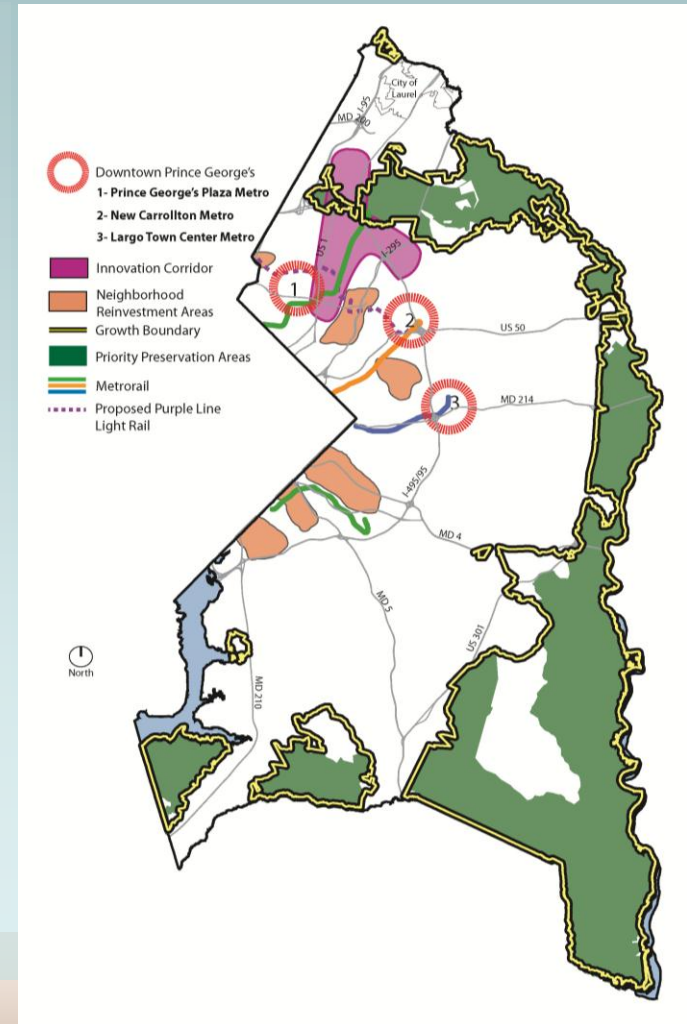 City of
Laurel
I-95
MD 200
Downtown Prince George's
1- Prince George's Plaza Metro
2- New Carrollton Metro
3- Largo Town Center Metro
Innovation Corridor
Neighborhood
Reinvestment Areas
Growth Boundary
Priority Preservation Areas
Metrorail
Proposed Purple Line
Light Rail
US 1
I-295
1
2
US 50
3
MD 214
I-495/95
MD 4
MD 5
US 301
North
MD 210